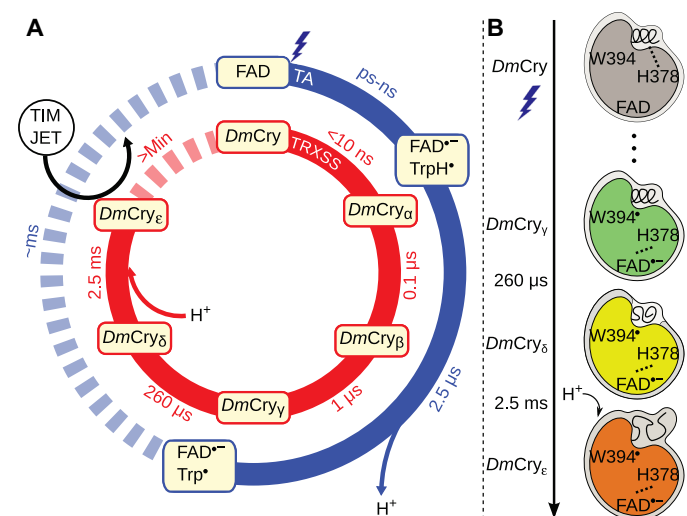 A
FAD
TA
ps-ns
TIM
JET
>Min
DmCry
TRXSS
<10 ns
FAD•−
TrpH•
DmCryε
DmCryα
~ms
2.5 ms
0.1 μs
H+
DmCryδ
DmCryβ
260 μs
DmCryγ
1 μs
2.5 μs
FAD•−
Trp•
H+
B
DmCry
W394
H378
FAD
DmCryγ
W394•
H378
FAD•−
260 μs
DmCryδ
W394•
H378
FAD•−
2.5 ms
H+
DmCryε
W394•
H378
FAD•−